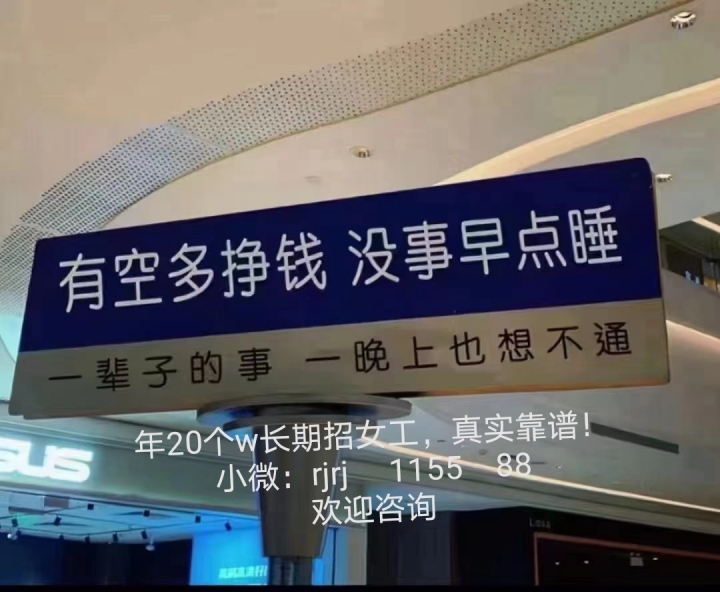 有空多挣钱 没事早点睡
一辈子的事 一晚上也想不通
年20个w长期招女工，真实靠谱！
小微：rjrj 1155 88
欢迎咨询
SUS